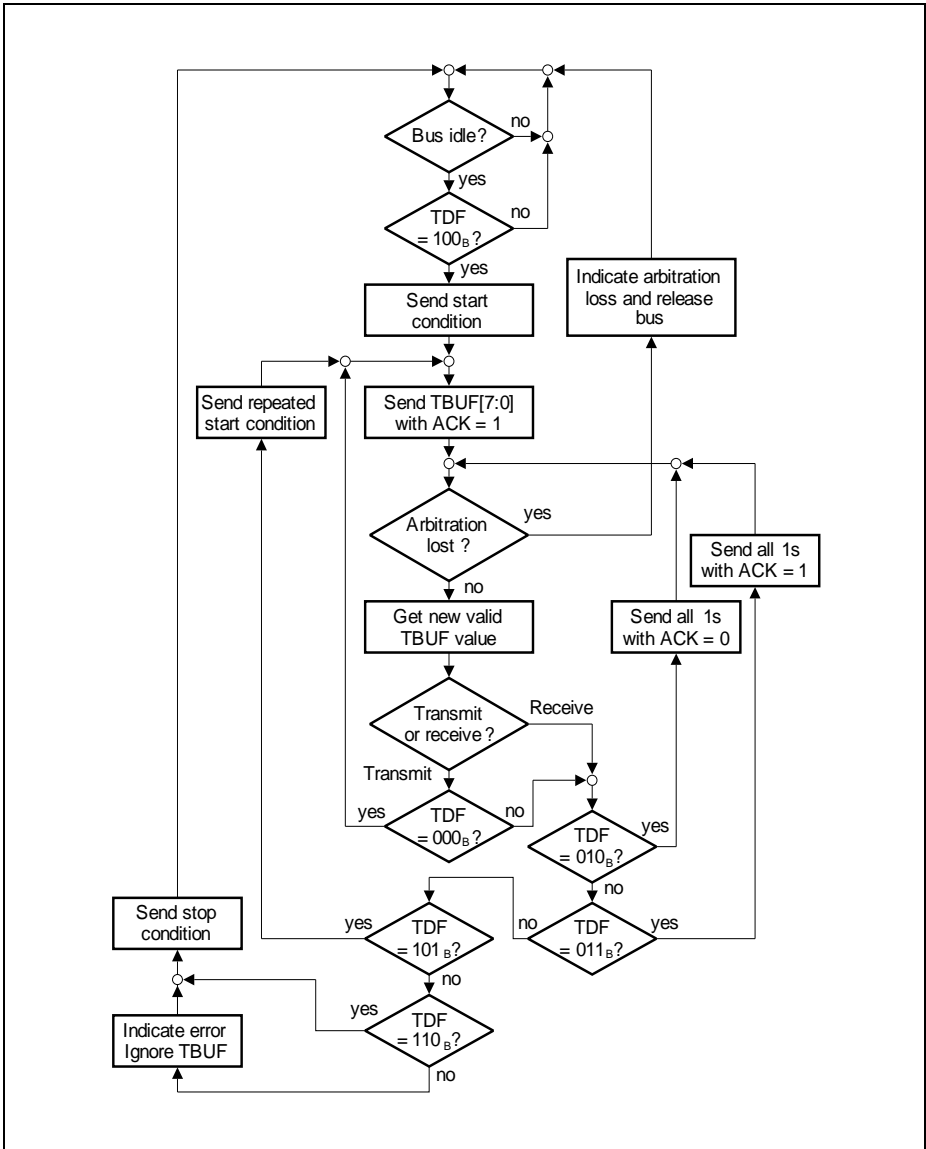 Bus idle?
no
yes
TDF
= 100B?
no
yes
Send start
condition
Indicate arbitration
loss and release
bus
Send repeated
start condition
Send TBUF[7:0]
with ACK = 1
Arbitration
lost ?
yes
no
Send all 1s
with ACK = 1
Get new valid
TBUF value
Send all 1s
with ACK = 0
Transmit
or receive ?
Receive
Transmit
TDF
= 000B?
yes
no
TDF
= 010B?
yes
no
Send stop
condition
TDF
= 101B?
yes
no
TDF
= 011B?
no
yes
TDF
= 110B?
yes
no
Indicate error
Ignore TBUF